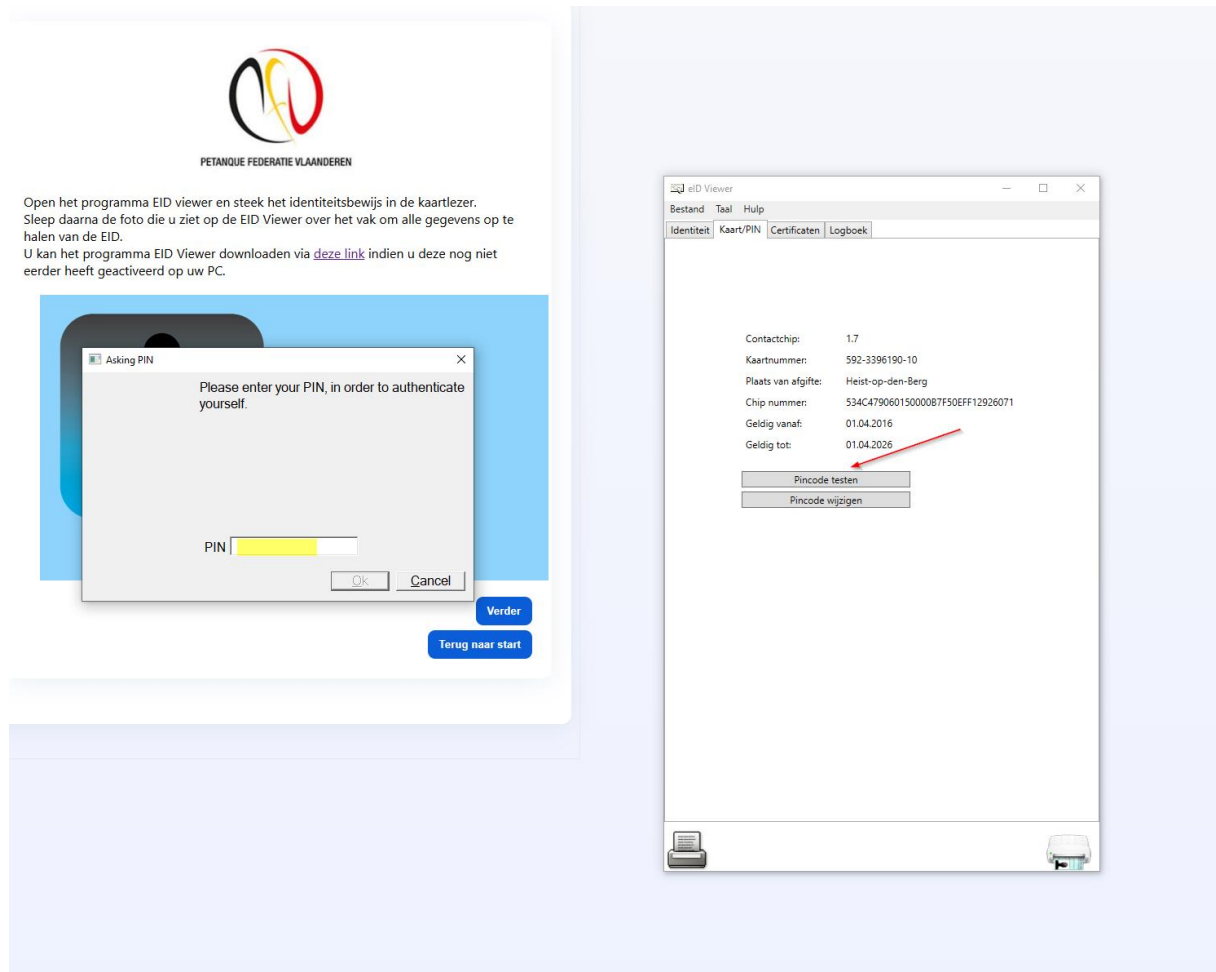 PETANQUE FEDERATIE VLAANDEREN
Open het programma EID viewer en steek het identiteitsbewijs in de kaartlezer.
Sleep daarna de foto die u ziet op de EID Viewer over het vak om alle gegevens op te
halen van de EID.
U kan het programma EID Viewer downloaden via deze link indien u deze nog niet
eerder heeft geactiveerd op uw PC.
Asking PIN
Please enter your PIN, in order to authenticate
yourself.
PIN
Ok Cancel
Verder
Terug naar start
eID Viewer
Bestand Taal Hulp
Identiteit Kaart/PIN Certificaten Logboek
Contactchip: 1.7
Kaartnummer: 592-3396190-10
Plaats van afgifte: Heist-op-den-Berg
Chip nummer: 534C479060150000B7F50EFF12926071
Geldig vanaf: 01.04.2016
Geldig tot: 01.04.2026
Pincode testen
Pincode wijzigen